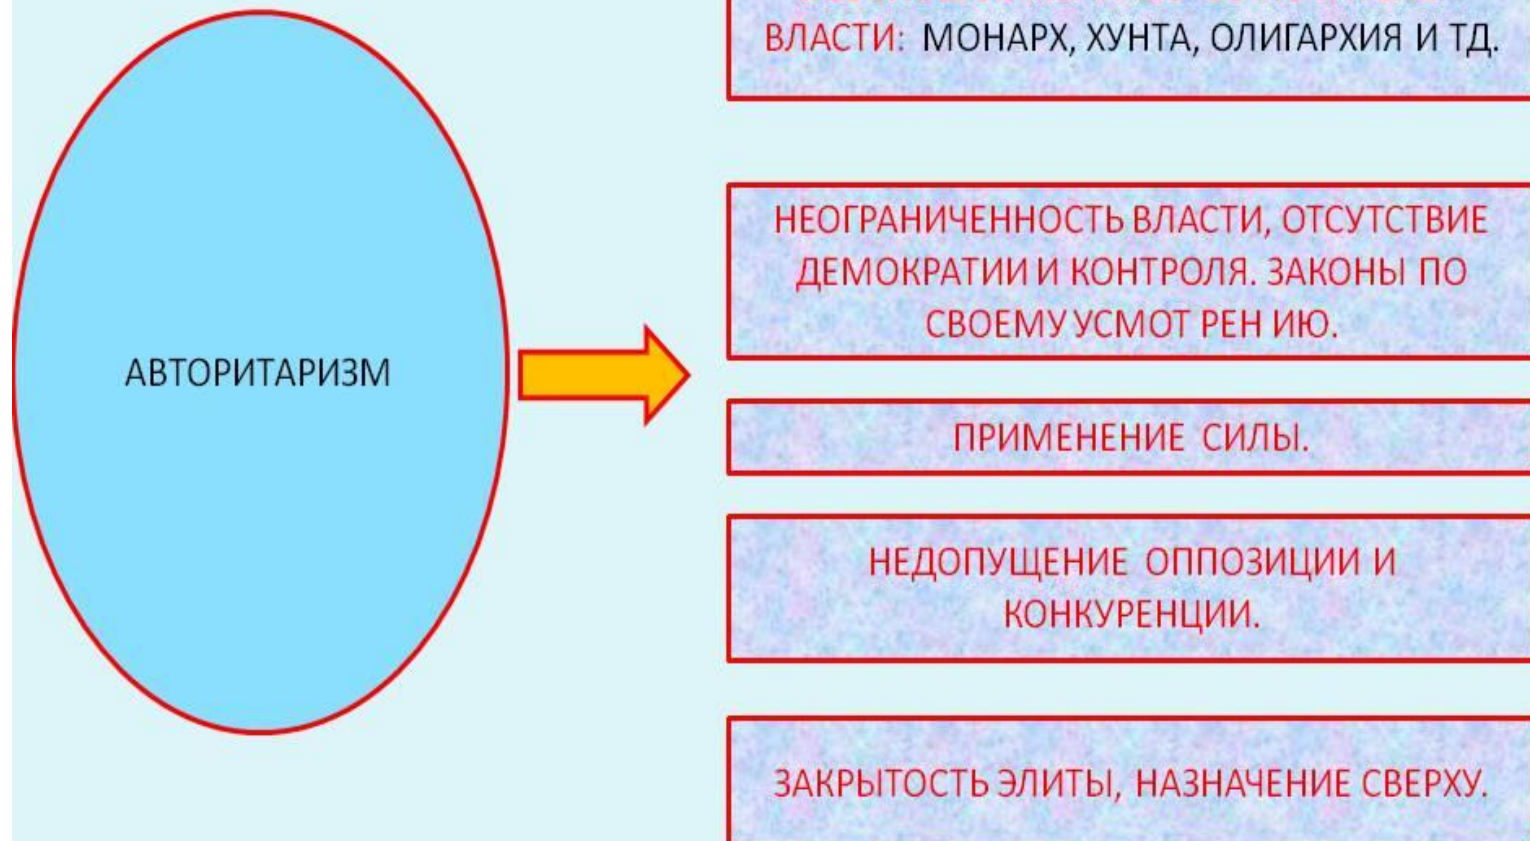 ВЛАСТИ: МОНАРХ, ХУНТА, ОЛИГАРХИЯ И ТД.
НЕОГРАНИЧЕННОСТЬ ВЛАСТИ, ОТСУТСТВИЕ
ДЕМОКРАТИИ И КОНТРОЛЯ. ЗАКОНЫ ПО
СВОЕМУ УСМОТ РЕН ИЮ.
АВТОРИТАРИЗМ
ПРИМЕНЕНИЕ СИЛЫ.
НЕДОПУЩЕНИЕ ОППОЗИЦИИ И
КОНКУРЕНЦИИ.
ЗАКРЫТОСТЬ ЭЛИТЫ, НАЗНАЧЕНИЕ СВЕРХУ.